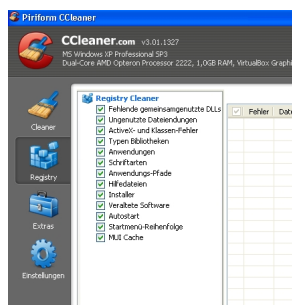 Piriform CCleaner
CCleaner.com v3.01.1327
MS Windows XP Professional SP3
Dual-Core AMD Opteron Processor 2222, 1,0GB RAM, VirtualBox Graphi
Cleaner
Registry
Extras
Einstellungen
Registry Cleaner
Fehlende gemeinsamgenutzte DLLs
Ungenutzte Dateiendungen
ActiveX- und Klassen-Fehler
Typen Bibliotheken
Anwendungen
Schriftarten
Anwendungs-Pfade
Hilfedateien
Installer
Veraltete Software
Autostart
Startmenü-Reihenfolge
MUI Cache
Fehler Date